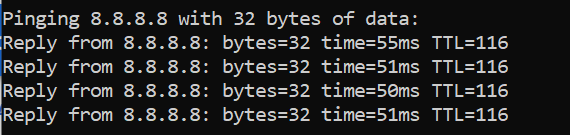 Pinging 8.8.8.8 with 32 bytes of data:
Reply from 8.8.8.8: bytes=32 time=55ms TTL=116
Reply from 8.8.8.8: bytes=32 time=51ms TTL=116
Reply from 8.8.8.8: bytes=32 time=50ms TTL=116
Reply from 8.8.8.8: bytes=32 time=51ms TTL=116